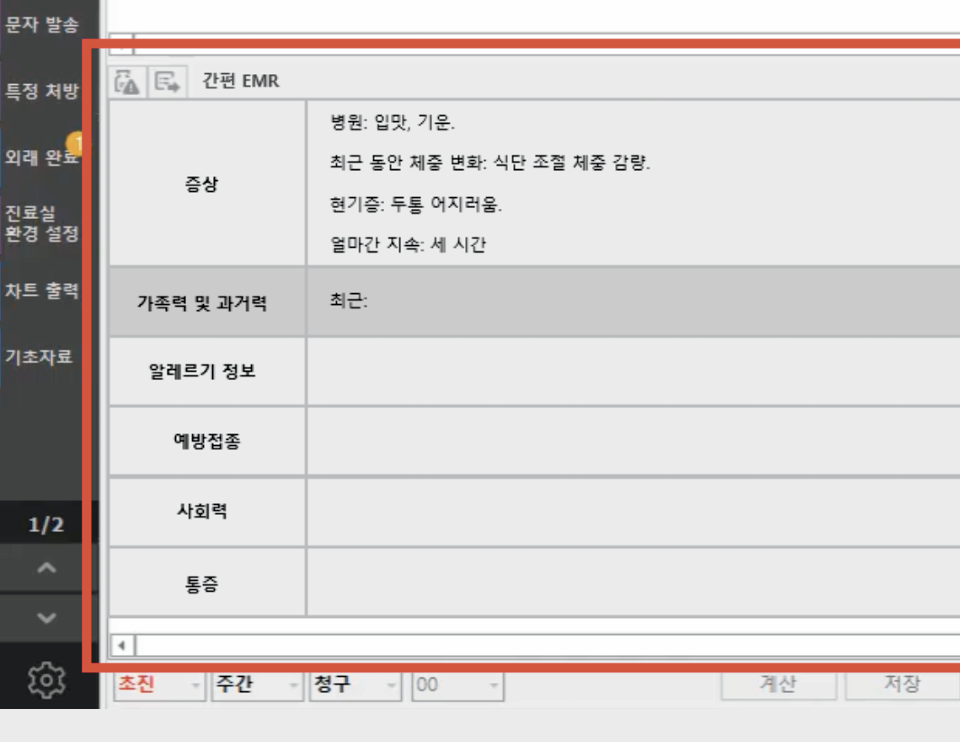 문자 발송
특정 처방
외래 완료
1
진료실
환경 설정
차트 출력
기초자료
1/2
간편 EMR
증상
병원: 입맛, 기운.
최근 동안 체중 변화: 식단 조절 체중 감량.
현기증: 두통 어지러움.
얼마간 지속: 세 시간
가족력 및 과거력
최근:
알레르기 정보
예방접종
사회력
통증
초진
주간
청구
00
계산
저장